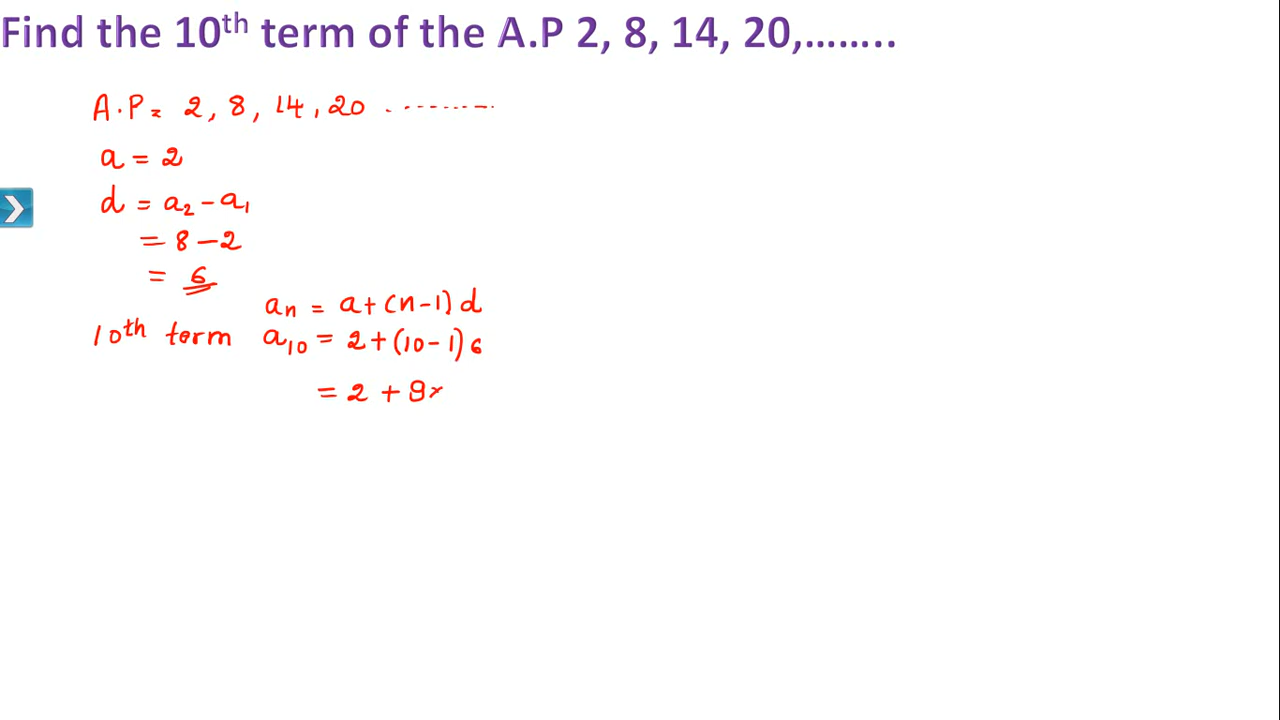 Find the 10th term of the A.P 2, 8, 14, 20,……..
A.P = 2, 8, 14, 20 ..........
a = 2
d = a₂ - a₁
= 8 - 2
= 6
aₙ = a + (n - 1) d
10th term a₁₀ = 2 + (10 - 1) 6
= 2 + 9×